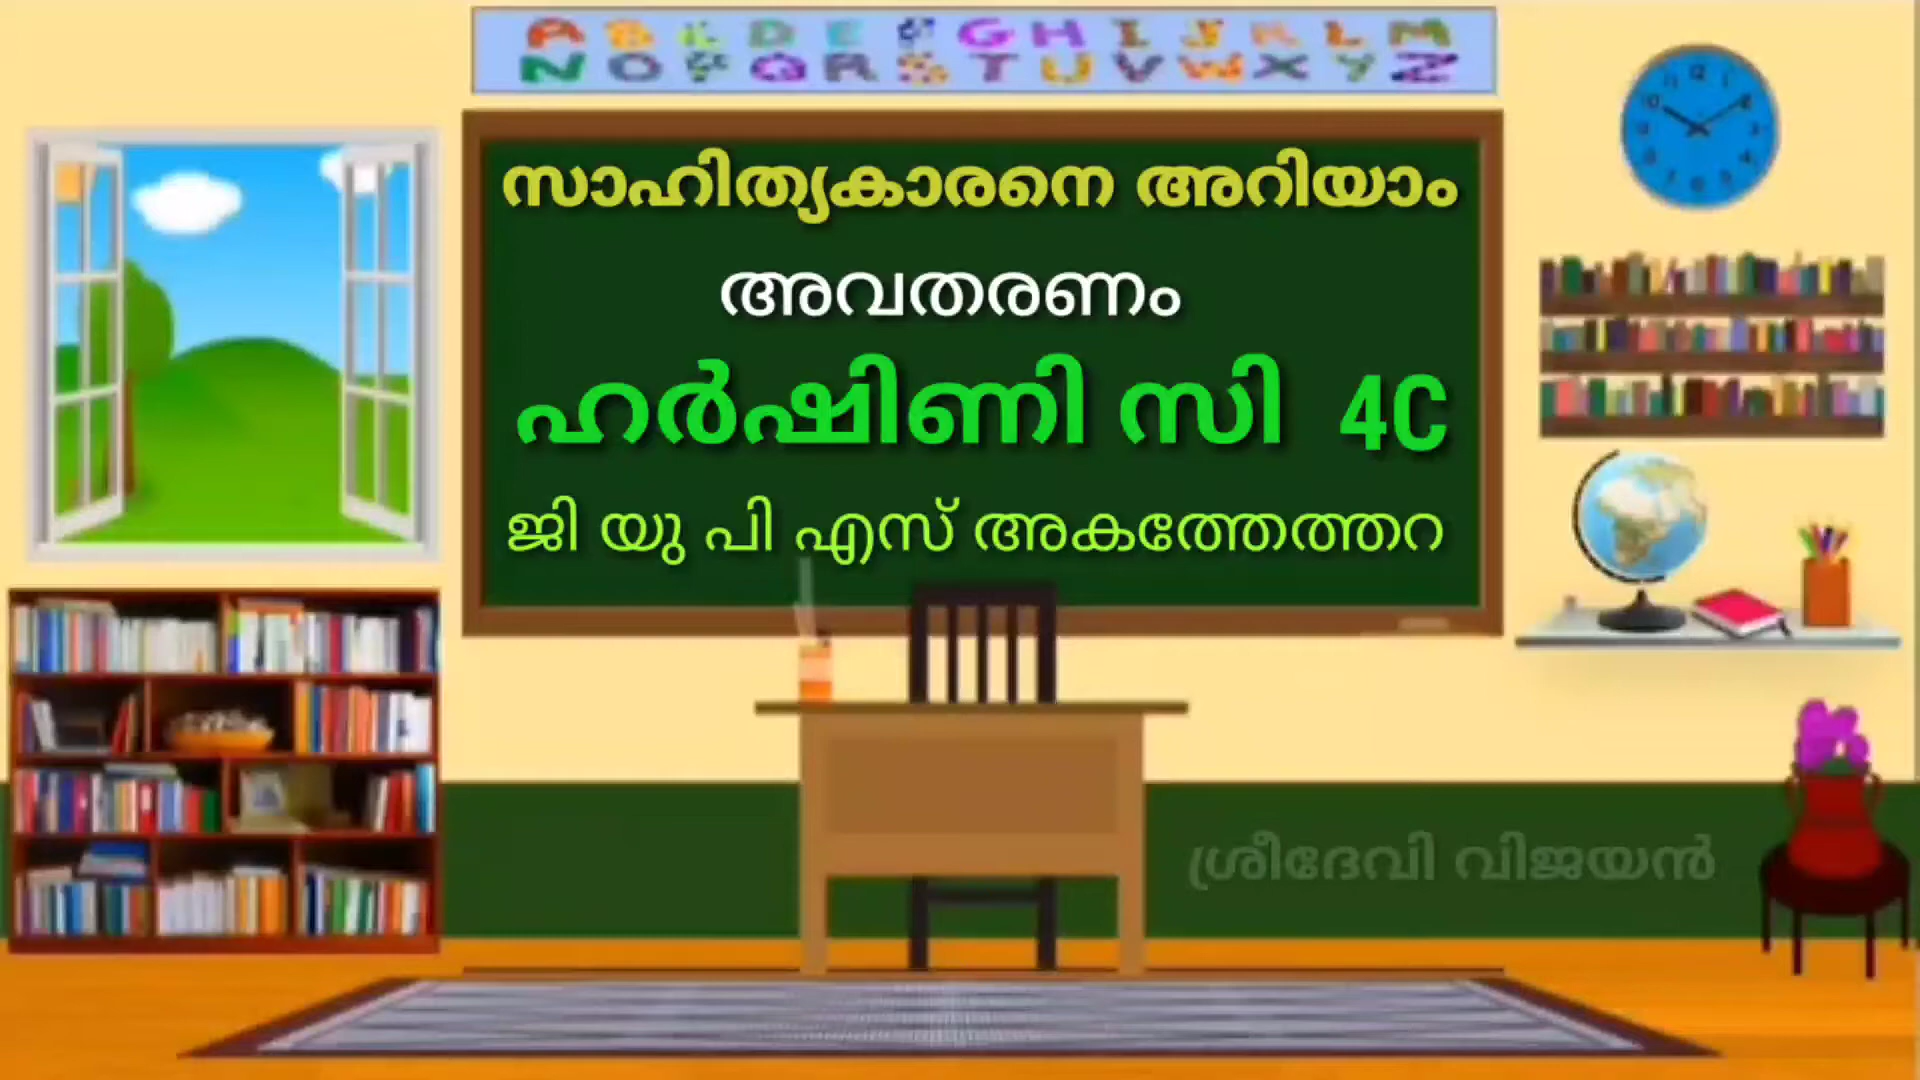 A B C D E F G H I J K L M
N O P Q R S T U V W X Y Z
സാഹിത്യകാരനെ അറിയാം
അവതരണം
ഹർഷിണി സി 4C
ജി യു പി എസ് അകത്തേത്തറ
ശ്രീദേവി വിജയൻ